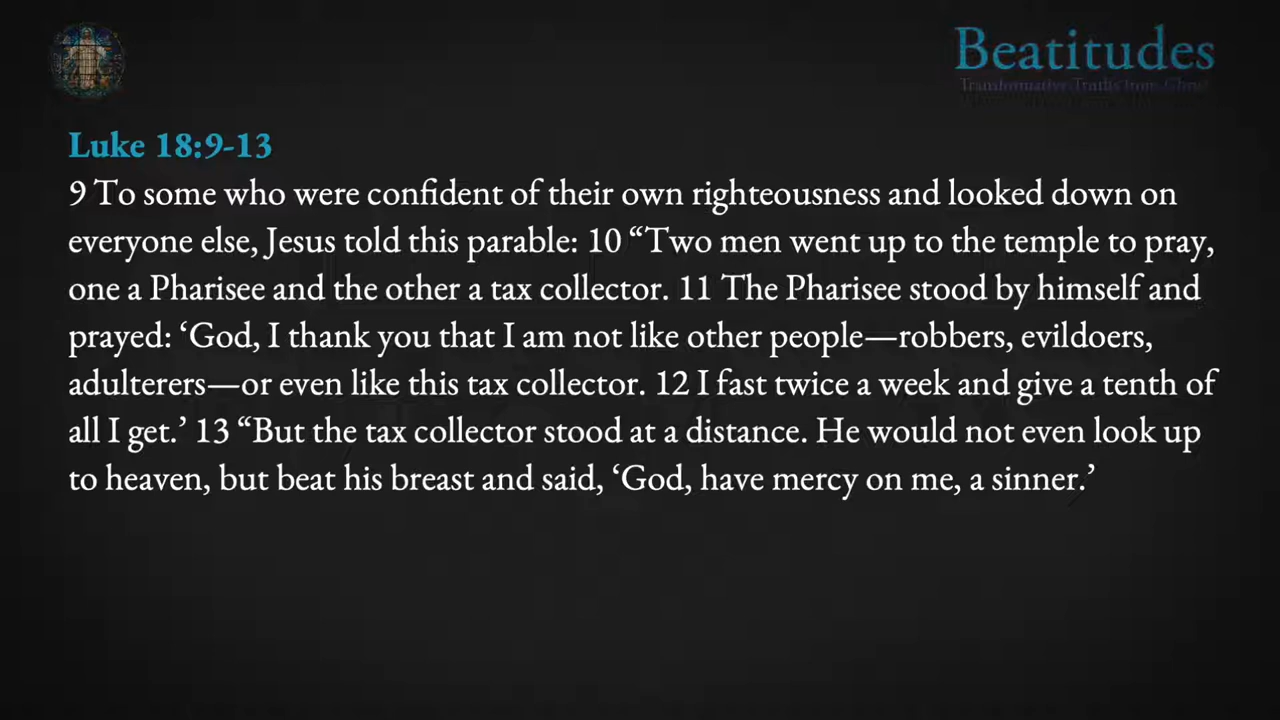 Beatitudes
Transformative Truths from Christ
Luke 18:9-13
9 To some who were confident of their own righteousness and looked down on
everyone else, Jesus told this parable: 10 “Two men went up to the temple to pray,
one a Pharisee and the other a tax collector. 11 The Pharisee stood by himself and
prayed: ‘God, I thank you that I am not like other people—robbers, evildoers,
adulterers—or even like this tax collector. 12 I fast twice a week and give a tenth of
all I get.’ 13 “But the tax collector stood at a distance. He would not even look up
to heaven, but beat his breast and said, ‘God, have mercy on me, a sinner.’